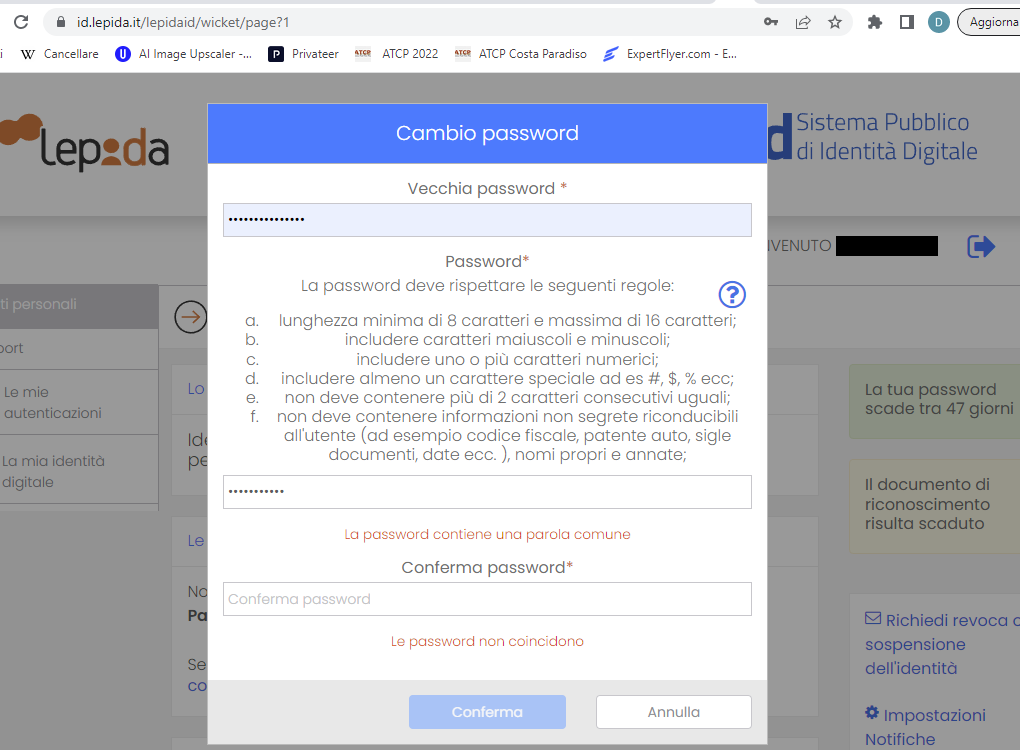 id.lepida.it/lepidaid/wicket/page?1
D
Aggiorna
i
W Cancellare
U AI Image Upscaler -...
P Privateer
ATCP ATCP 2022
ATCP ATCP Costa Paradiso
ExpertFlyer.com - E...
lepida
d
Sistema Pubblico
di Identità Digitale
NVENUTO
ti personali
port
Le mie
autenticazioni
La mia identità
digitale
Cambio password
Vecchia password *
•••••••••••••••
Password*
La password deve rispettare le seguenti regole:
?
a. lunghezza minima di 8 caratteri e massima di 16 caratteri;
b. includere caratteri maiuscoli e minuscoli;
c. includere uno o più caratteri numerici;
d. includere almeno un carattere speciale ad es #, $, % ecc;
e. non deve contenere più di 2 caratteri consecutivi uguali;
f. non deve contenere informazioni non segrete riconducibili
all'utente (ad esempio codice fiscale, patente auto, sigle
documenti, date ecc. ), nomi propri e annate;
•••••••••••
La password contiene una parola comune
Conferma password*
Conferma password
Le password non coincidono
Conferma
Annulla
Lo
Ide
pe
Le
No
Pa
Se
co
La tua password
scade tra 47 giorni
Il documento di
riconoscimento
risulta scaduto
Richiedi revoca o
sospensione
dell'identità
Impostazioni
Notifiche